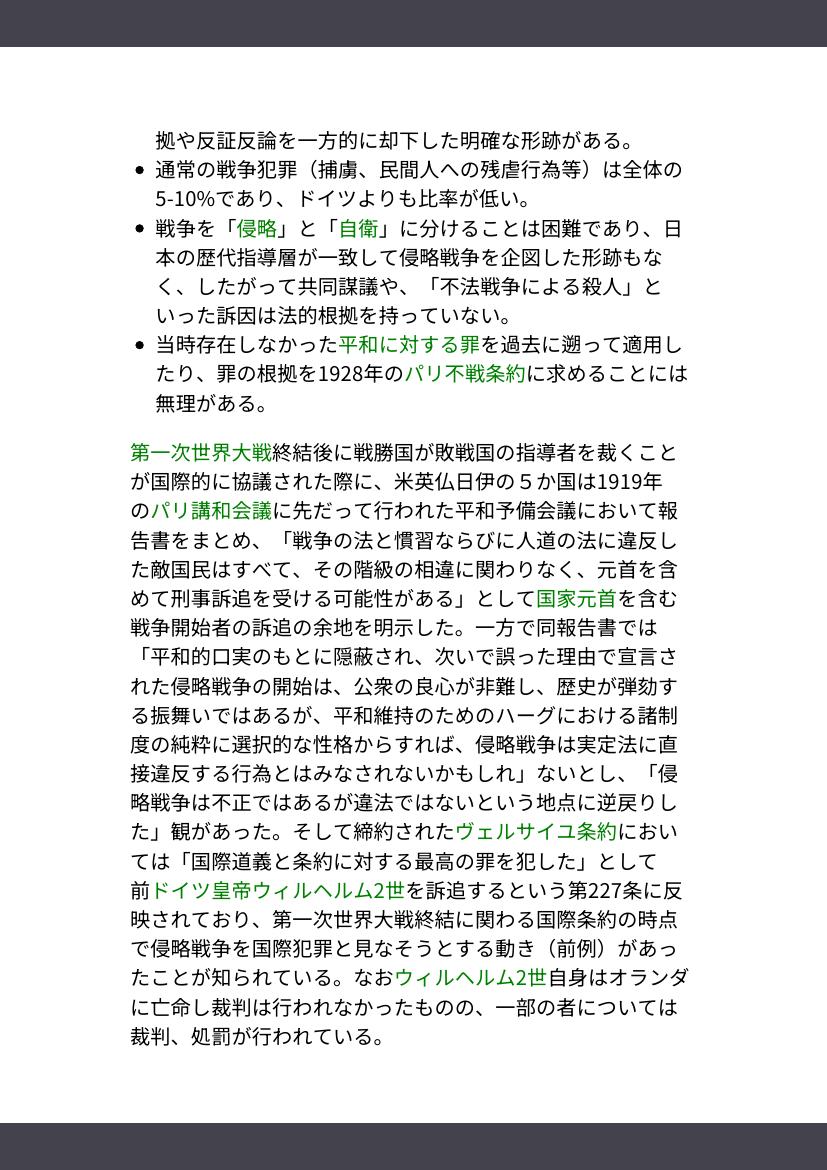 拠や反証反論を一方的に却下した明確な形跡がある。
● 通常の戦争犯罪（捕虜、民間人への残虐行為等）は全体の
5-10%であり、ドイツよりも比率が低い。
● 戦争を「侵略」と「自衛」に分けることは困難であり、日
本の歴代指導層が一致して侵略戦争を企図した形跡もな
く、したがって共同謀議や、「不法戦争による殺人」と
いった訴因は法的根拠を持っていない。
● 当時存在しなかった平和に対する罪を過去に遡って適用し
たり、罪の根拠を1928年のパリ不戦条約に求めることには
無理がある。
第一次世界大戦終結後に戦勝国が敗戦国の指導者を裁くこと
が国際的に協議された際に、米英仏日伊の５か国は1919年
のパリ講和会議に先だって行われた平和予備会議において報
告書をまとめ、「戦争の法と慣習ならびに人道の法に違反し
た敵国民はすべて、その階級の相違に関わりなく、元首を含
めて刑事訴追を受ける可能性がある」として国家元首を含む
戦争開始者の訴追の余地を明示した。一方で同報告書では
「平和的口実のもとに隠蔽され、次いで誤った理由で宣言さ
れた侵略戦争の開始は、公衆の良心が非難し、歴史が弾劾す
る振舞いではあるが、平和維持のためのハーグにおける諸制
度の純粋に選択的な性格からすれば、侵略戦争は実定法に直
接違反する行為とはみなされないかもしれ」ないとし、「侵
略戦争は不正ではあるが違法ではないという地点に逆戻りし
た」観があった。そして締約されたヴェルサイユ条約におい
ては「国際道義と条約に対する最高の罪を犯した」として
前ドイツ皇帝ウィルヘルム2世を訴追するという第227条に反
映されており、第一次世界大戦終結に関わる国際条約の時点
で侵略戦争を国際犯罪と見なそうとする動き（前例）があっ
たことが知られている。なおウィルヘルム2世自身はオランダ
に亡命し裁判は行われなかったものの、一部の者については
裁判、処罰が行われている。